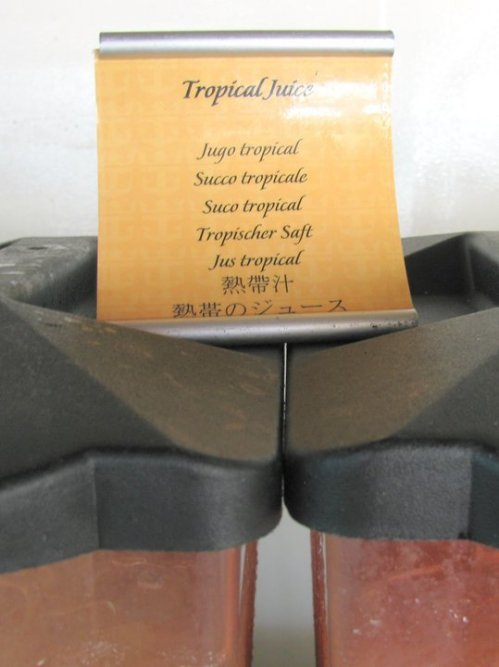 Tropical Juice
Jugo tropical
Succo tropicale
Suco tropical
Tropischer Saft
Jus tropical
熱帶汁
熱帯のジュース